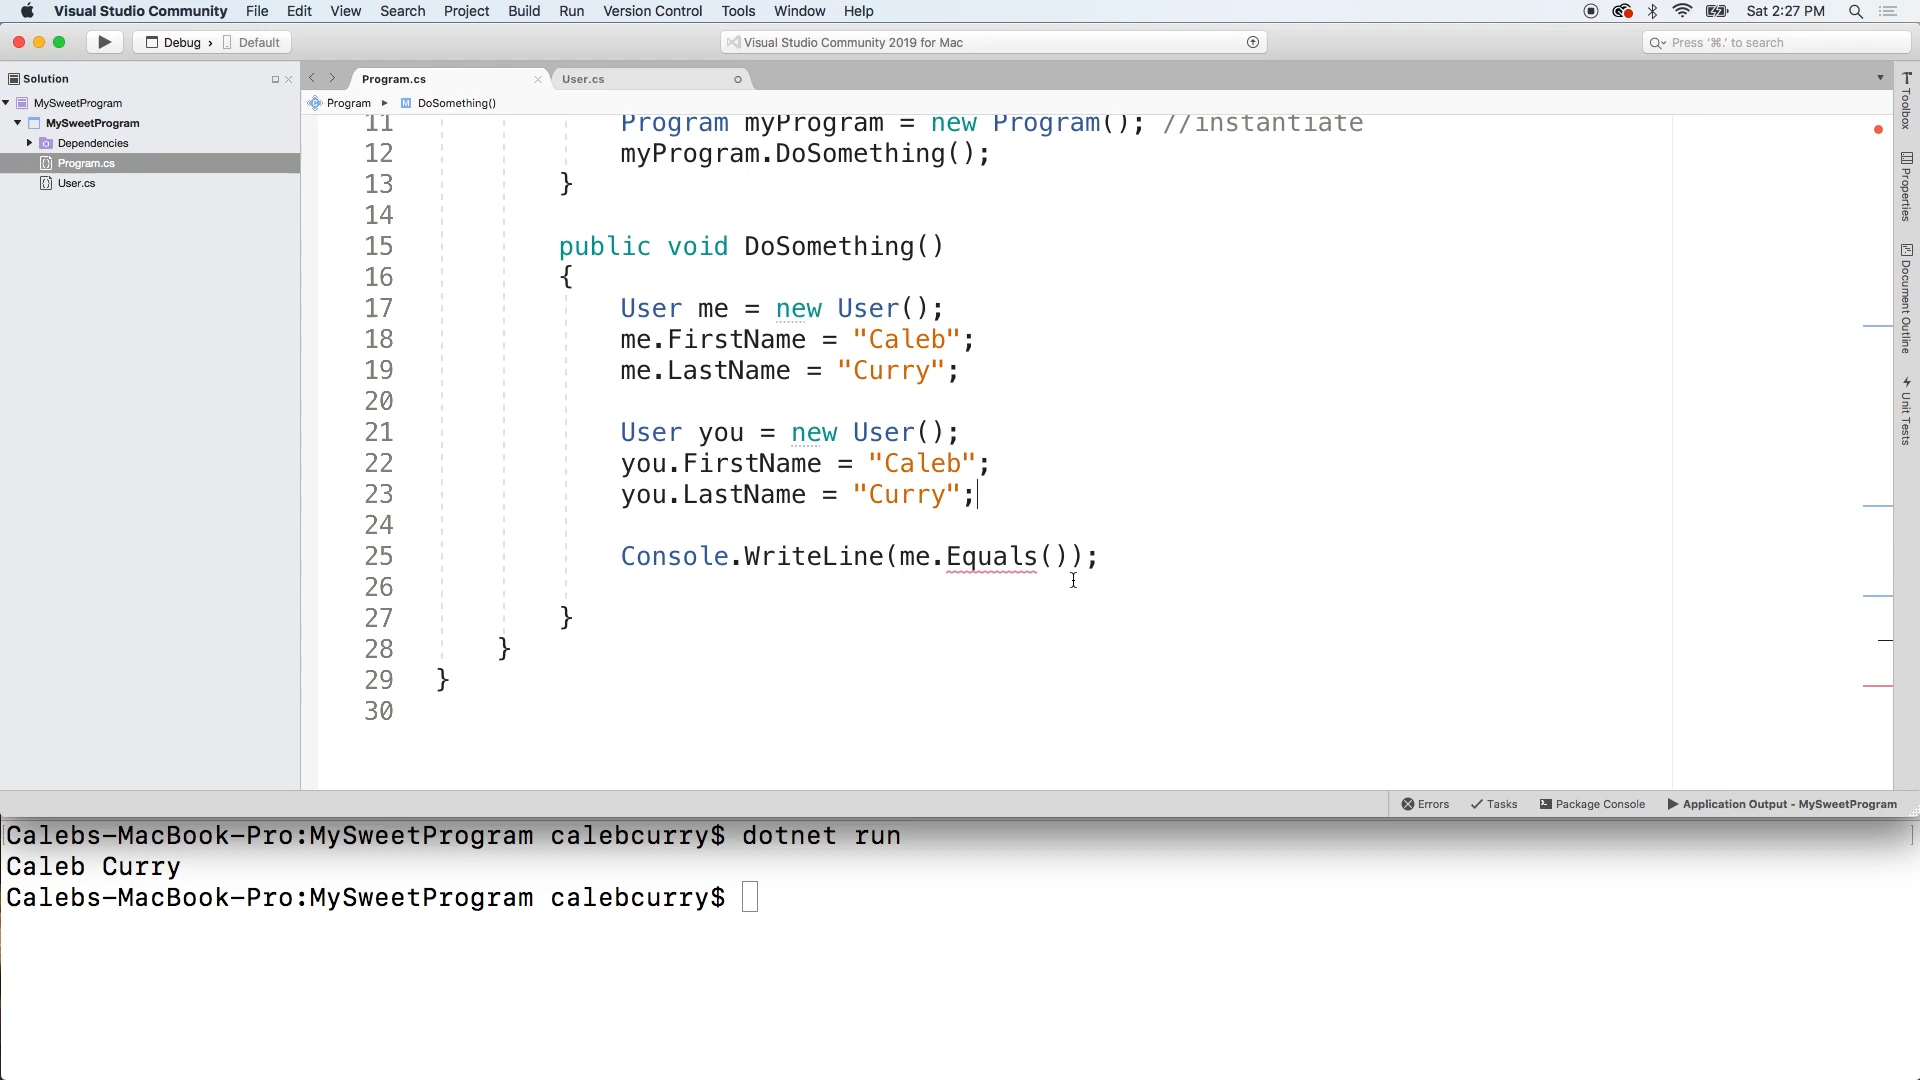 Visual Studio Community File Edit View Search Project Build Run Version Control Tools Window Help Sat 2:27 PM
Debug › Default
Visual Studio Community 2019 for Mac
Press ‘⌘.’ to search
Solution
MySweetProgram
MySweetProgram
Dependencies
Program.cs
User.cs
Program.cs
User.cs
Program ▸ DoSomething()
11 Program myProgram = new Program(); //instantiate
12 myProgram.DoSomething();
13 }
14
15 public void DoSomething()
16 {
17 User me = new User();
18 me.FirstName = "Caleb";
19 me.LastName = "Curry";
20
21 User you = new User();
22 you.FirstName = "Caleb";
23 you.LastName = "Curry";
24
25 Console.WriteLine(me.Equals());
26
27 }
28 }
29 }
30
Toolbox
Properties
Document Outline
Unit Tests
Errors Tasks Package Console Application Output - MySweetProgram
[Calebs-MacBook-Pro:MySweetProgram calebcurry$ dotnet run ]
Caleb Curry
Calebs-MacBook-Pro:MySweetProgram calebcurry$